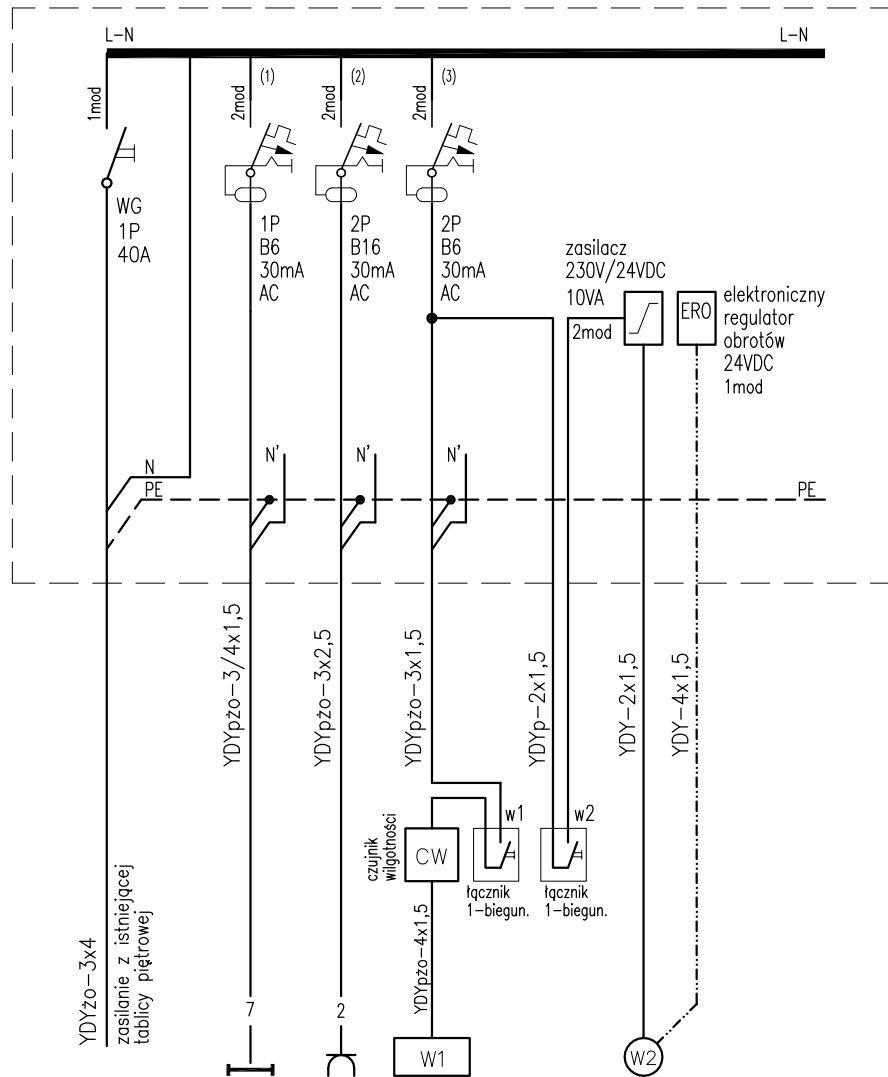 L-N
L-N
1mod
2mod
(1)
2mod
(2)
2mod
(3)
WG
1P
40A
1P
B6
30mA
AC
2P
B16
30mA
AC
2P
B6
30mA
AC
zasilacz
230V/24VDC
10VA
2mod
ERO
elektroniczny
regulator
obrotów
24VDC
1mod
N
PE
N'
N'
N'
PE
YDYżo-3x4
zasilanie z istniejącej
tablicy piętrowej
YDYpżo-3/4x1,5
YDYpżo-3x2,5
YDYpżo-3x1,5
YDYp-2x1,5
YDY-2x1,5
YDY-4x1,5
czujnik
wilgotności
CW
w1
łącznik
1-biegun.
w2
łącznik
1-biegun.
YDYpżo-4x1,5
7
2
W1
W2